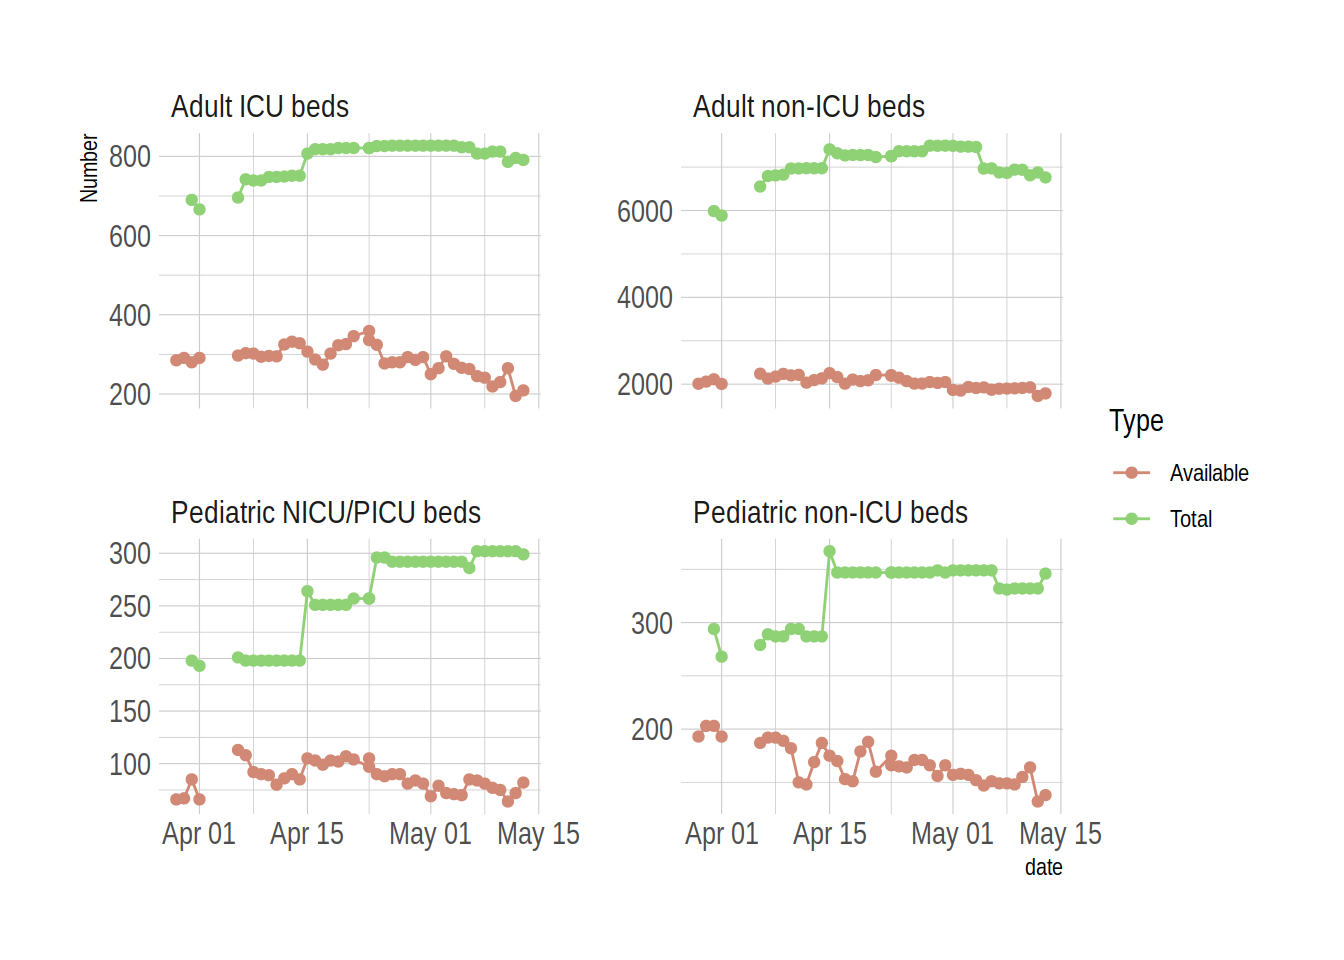 Adult ICU beds
Adult non-ICU beds
Number
800
600
400
200
6000
4000
2000
Type
Available
Total
Pediatric NICU/PICU beds
Pediatric non-ICU beds
300
250
200
150
100
300
200
Apr 01 Apr 15 May 01 May 15
Apr 01 Apr 15 May 01 May 15
date